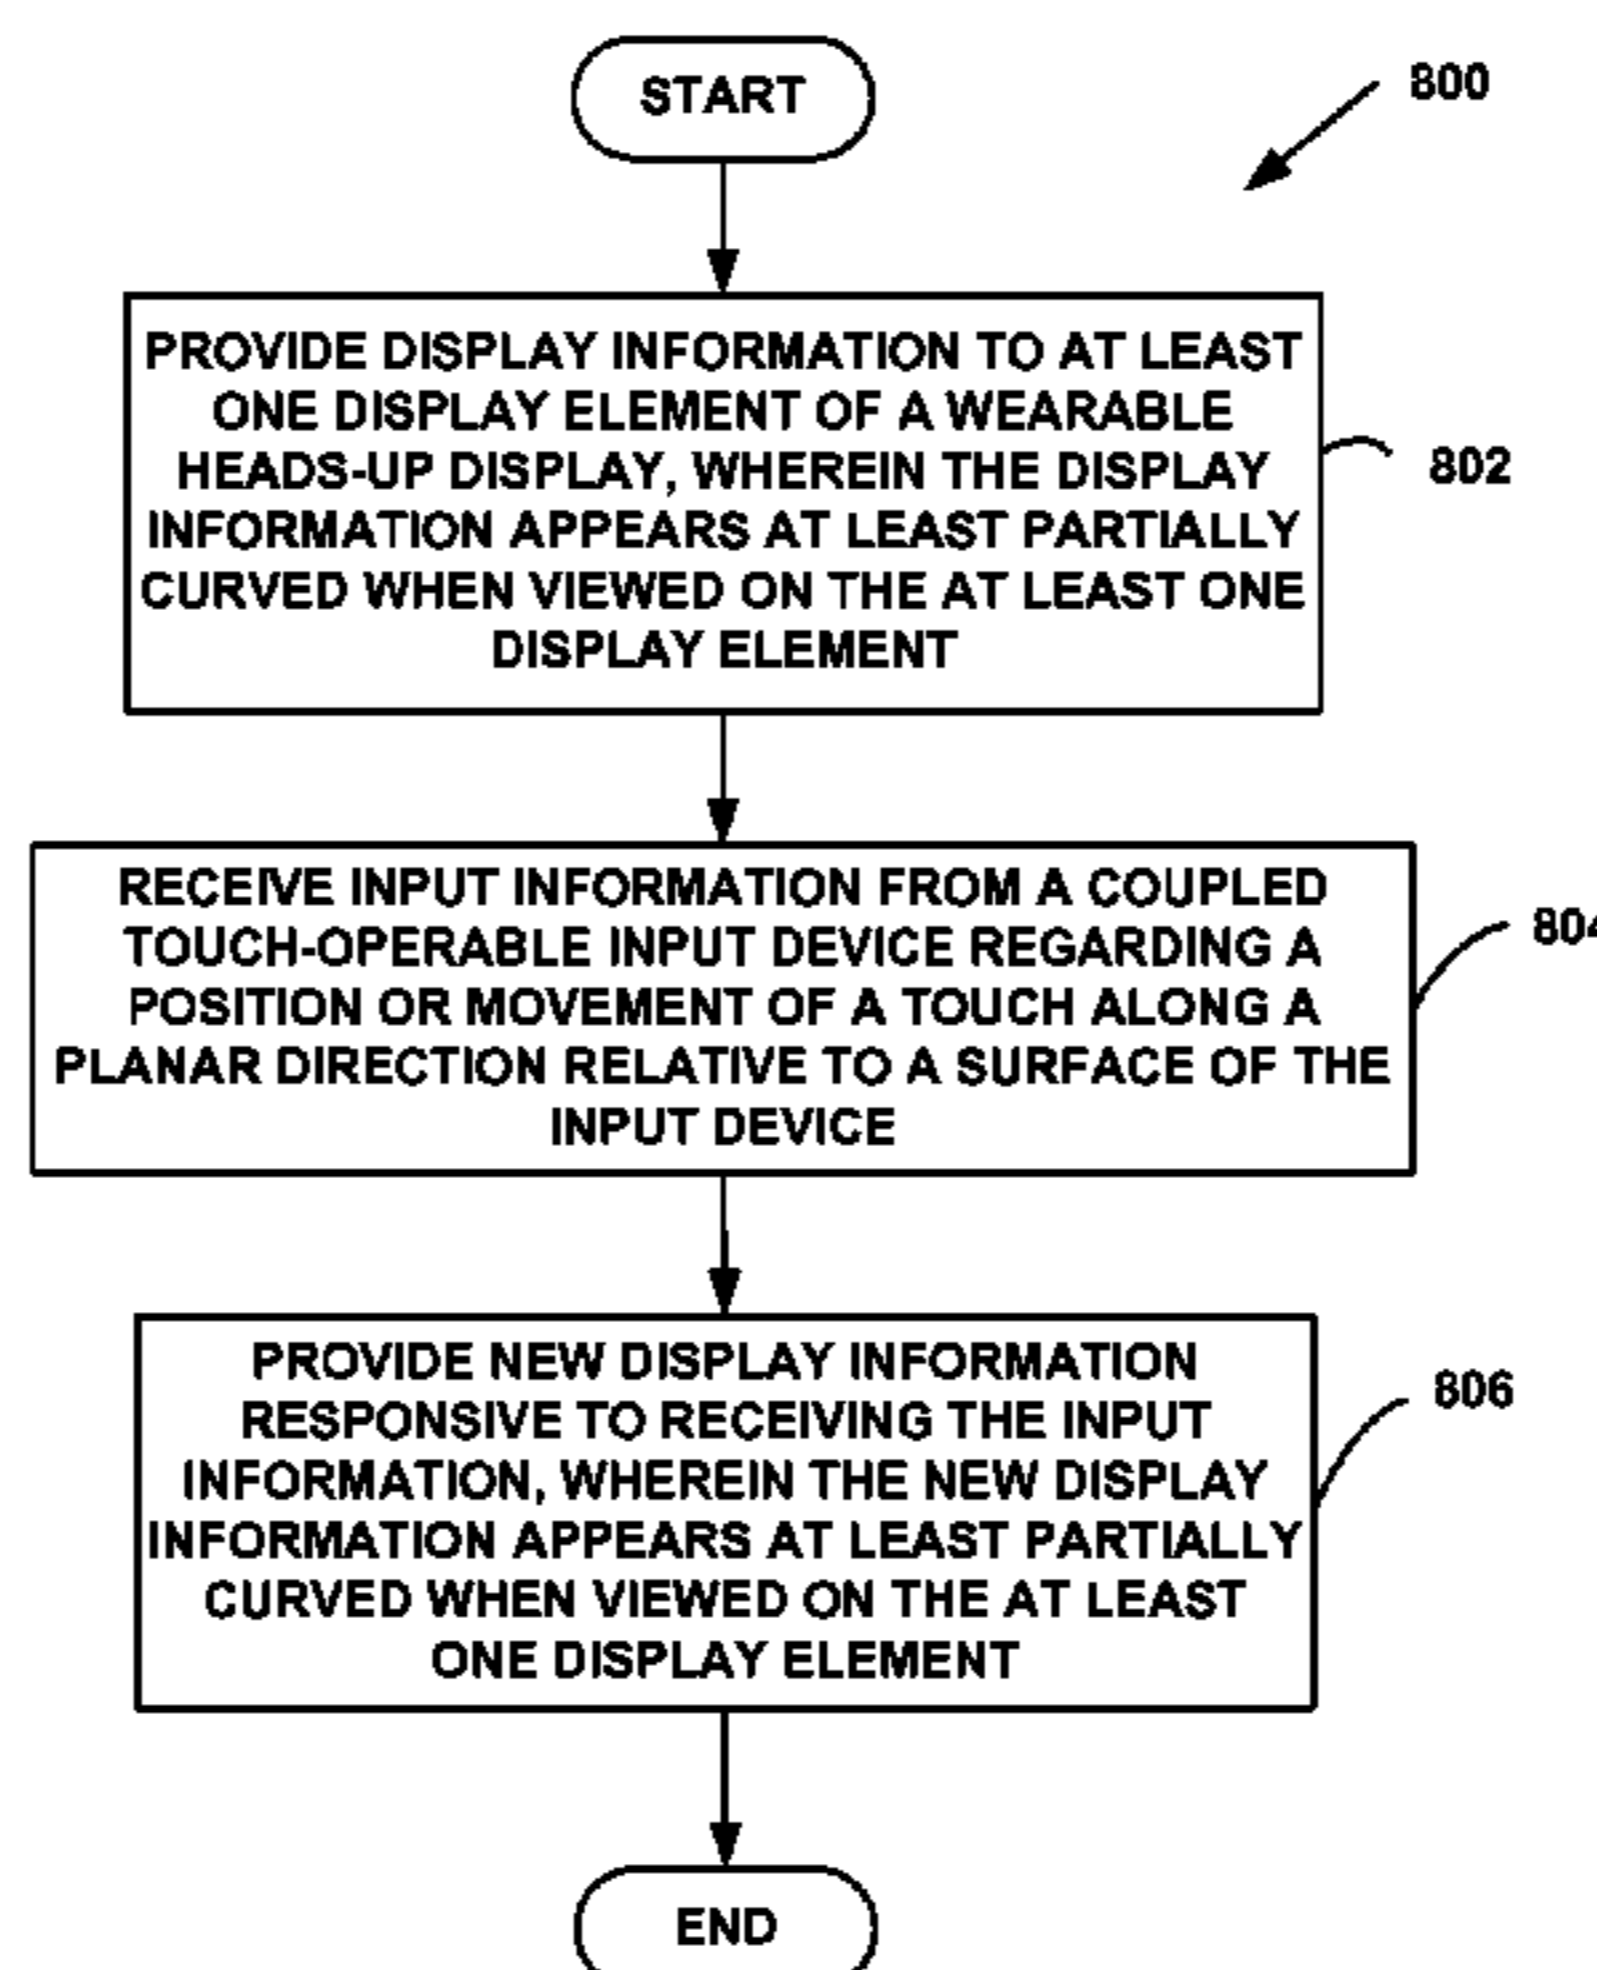 START
800
PROVIDE DISPLAY INFORMATION TO AT LEAST
ONE DISPLAY ELEMENT OF A WEARABLE
HEADS-UP DISPLAY, WHEREIN THE DISPLAY
INFORMATION APPEARS AT LEAST PARTIALLY
CURVED WHEN VIEWED ON THE AT LEAST ONE
DISPLAY ELEMENT
802
RECEIVE INPUT INFORMATION FROM A COUPLED
TOUCH-OPERABLE INPUT DEVICE REGARDING A
POSITION OR MOVEMENT OF A TOUCH ALONG A
PLANAR DIRECTION RELATIVE TO A SURFACE OF THE
INPUT DEVICE
804
PROVIDE NEW DISPLAY INFORMATION
RESPONSIVE TO RECEIVING THE INPUT
INFORMATION, WHEREIN THE NEW DISPLAY
INFORMATION APPEARS AT LEAST PARTIALLY
CURVED WHEN VIEWED ON THE AT LEAST
ONE DISPLAY ELEMENT
806
END